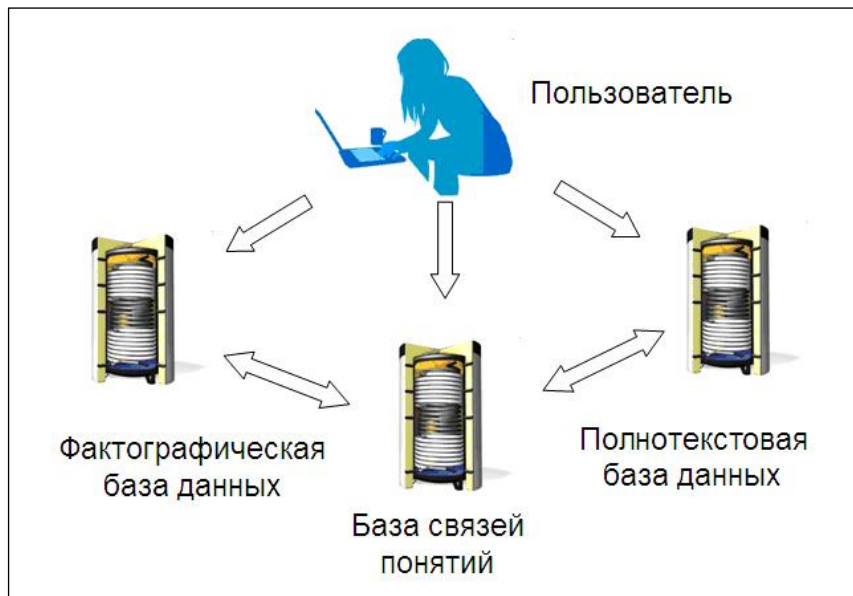 Пользователь
Фактографическая
база данных
База связей
понятий
Полнотекстовая
база данных